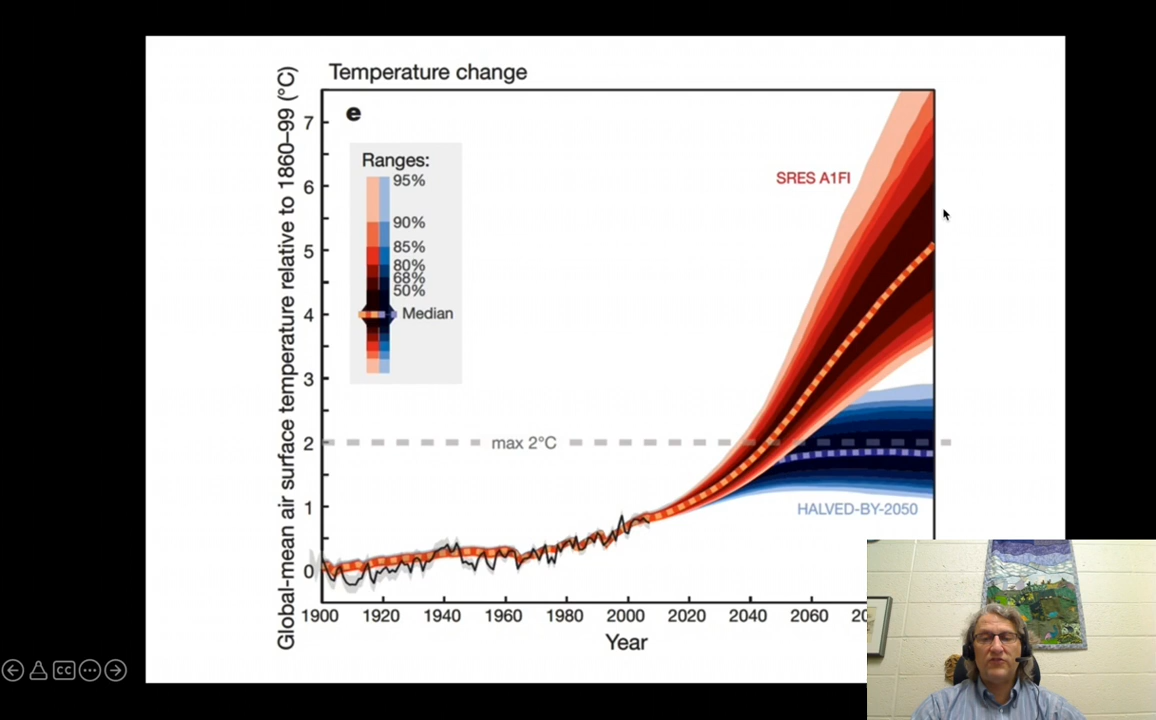 Temperature change
Global-mean air surface temperature relative to 1860–99 (°C)
e
Ranges:
95%
90%
85%
80%
68%
50%
Median
7
6
5
4
3
2
1
0
SRES A1FI
max 2°C
HALVED-BY-2050
1900 1920 1940 1960 1980 2000 2020 2040 2060
Year
CC